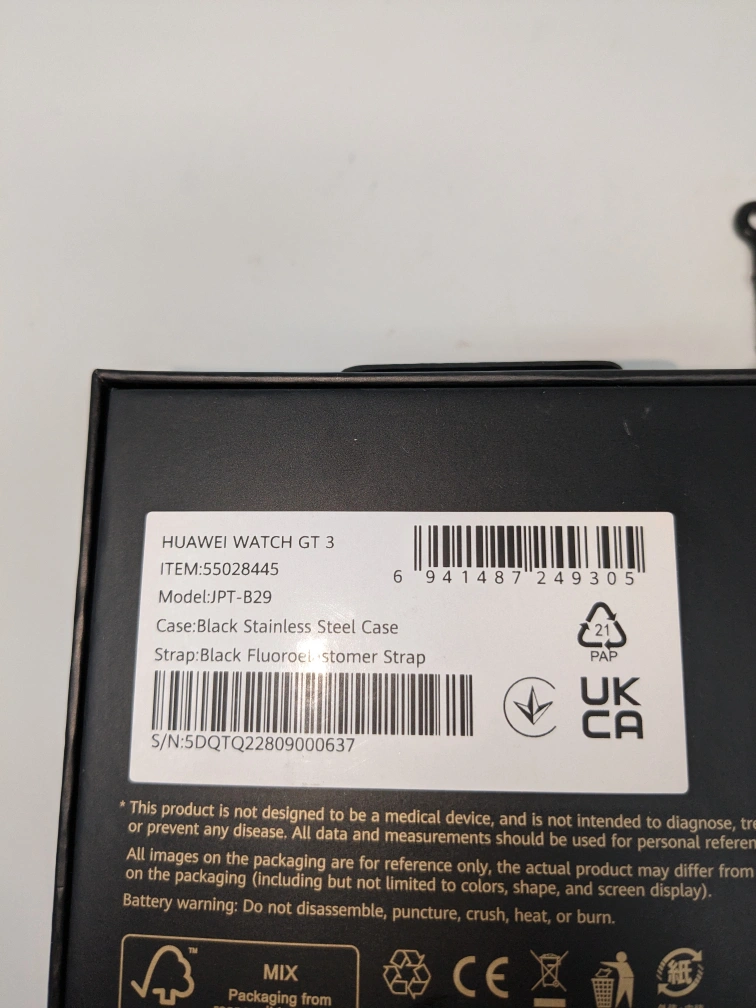 HUAWEI WATCH GT 3
ITEM:55028445
Model:JPT-B29
Case:Black Stainless Steel Case
Strap:Black Fluoroel stomer Strap
S/N:5DQTQ22809000637
6 941487 249305
21
PAP
UK
CA
* This product is not designed to be a medical device, and is not intended to diagnose,
or prevent any disease. All data and measurements should be used for personal
All images on the packaging are for reference only, the actual product may differ from
on the packaging (including but not limited to colors, shape, and screen display).
Battery warning: Do not disassemble, puncture, crush, heat, or burn.
TM
MIX
Packaging from
CE
紙